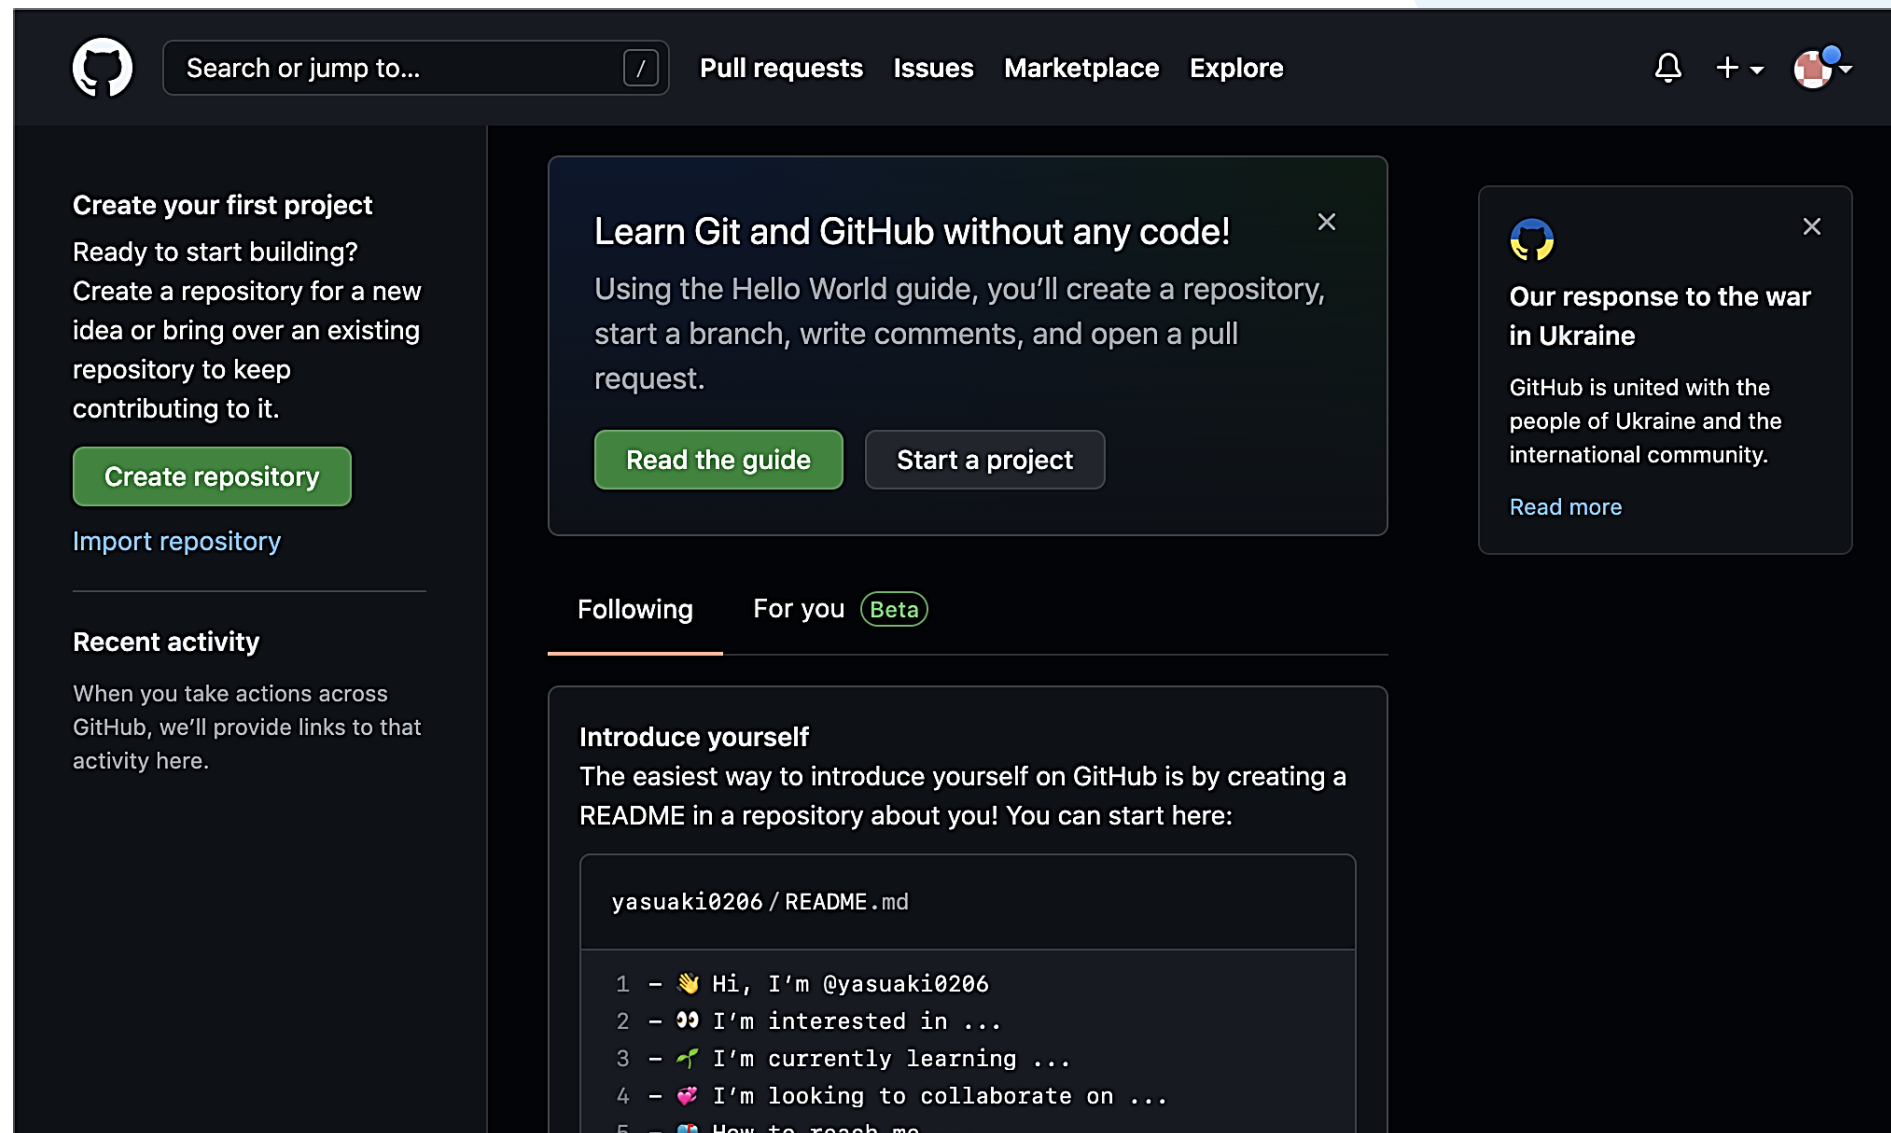 Search or jump to... /
Pull requests
Issues
Marketplace
Explore
Create your first project
Ready to start building?
Create a repository for a new
idea or bring over an existing
repository to keep
contributing to it.
Create repository
Import repository
Recent activity
When you take actions across
GitHub, we’ll provide links to that
activity here.
Learn Git and GitHub without any code!
Using the Hello World guide, you’ll create a repository,
start a branch, write comments, and open a pull
request.
Read the guide
Start a project
Following
For you Beta
Introduce yourself
The easiest way to introduce yourself on GitHub is by creating a
README in a repository about you! You can start here:
yasuaki0206/README.md
1 – 👋 Hi, I’m @yasuaki0206
2 – 👀 I’m interested in ...
3 – 🌱 I’m currently learning ...
4 – 💞️ I’m looking to collaborate on ...
5 – 📫 How to reach me
Our response to the war
in Ukraine
GitHub is united with the
people of Ukraine and the
international community.
Read more